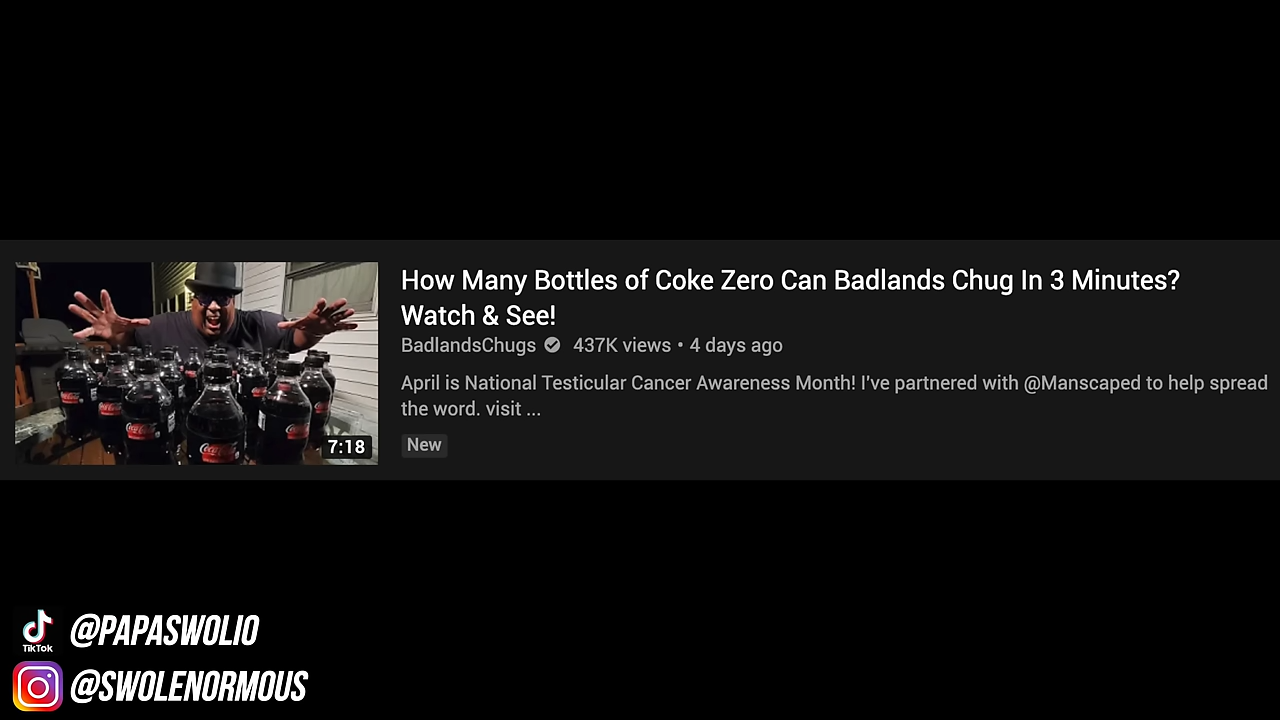 How Many Bottles of Coke Zero Can Badlands Chug In 3 Minutes?
Watch & See!
BadlandsChugs 437K views • 4 days ago
April is National Testicular Cancer Awareness Month! I've partnered with @Manscaped to help spread
the word. visit ...
New
7:18
Coca-Cola
TikTok
@PAPASWOLIO
@SWOLENORMOUS